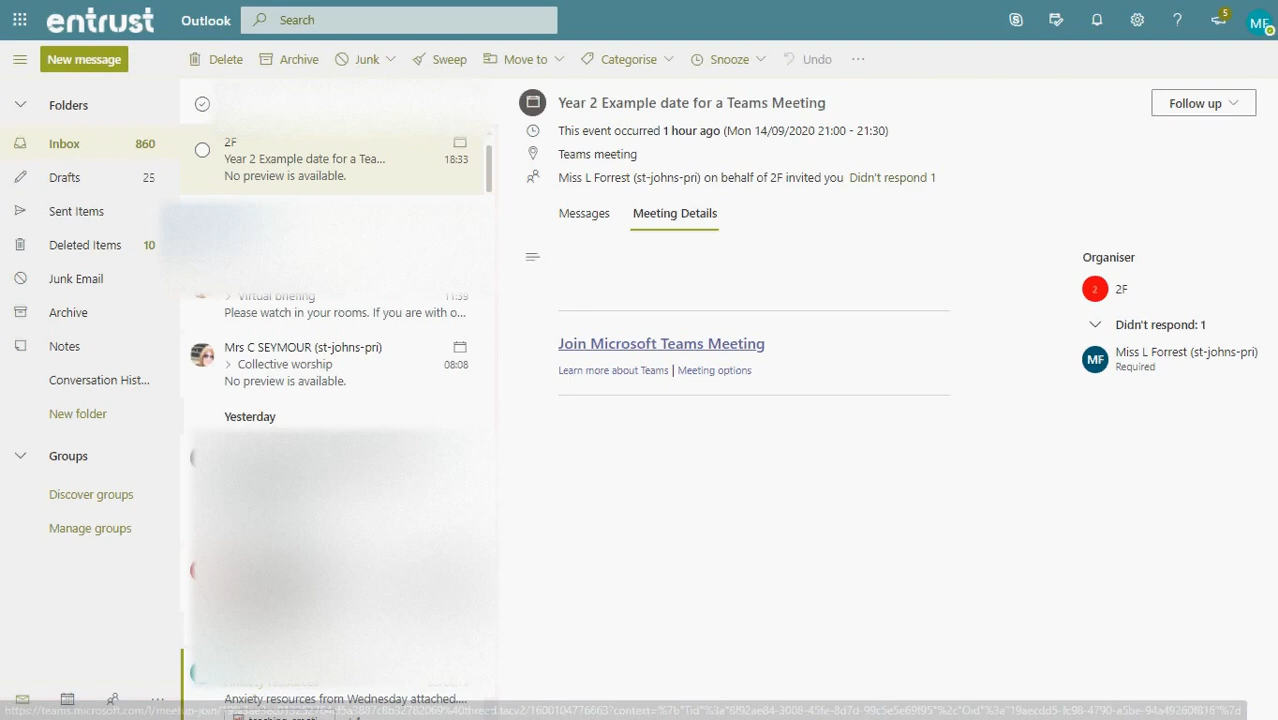 entrust
Outlook
Search
5
MF
New message
Delete
Archive
Junk
Sweep
Move to
Categorise
Snooze
Undo
Folders
Inbox 860
Drafts 25
Sent Items
Deleted Items 10
Junk Email
Archive
Notes
Conversation Hist...
New folder
Groups
Discover groups
Manage groups
2F
Year 2 Example date for a Tea... 18:33
No preview is available.
Virtual briefing 11:39
Please watch in your rooms. If you are with o...
Mrs C SEYMOUR (st-johns-pri)
Collective worship 08:08
No preview is available.
Yesterday
Anxiety resources from Wednesday attached....
Year 2 Example date for a Teams Meeting
Follow up
This event occurred 1 hour ago (Mon 14/09/2020 21:00 - 21:30)
Teams meeting
Miss L Forrest (st-johns-pri) on behalf of 2F invited you Didn't respond 1
Messages Meeting Details
Join Microsoft Teams Meeting
Learn more about Teams | Meeting options
Organiser
2 2F
Didn't respond: 1
MF Miss L Forrest (st-johns-pri)
Required